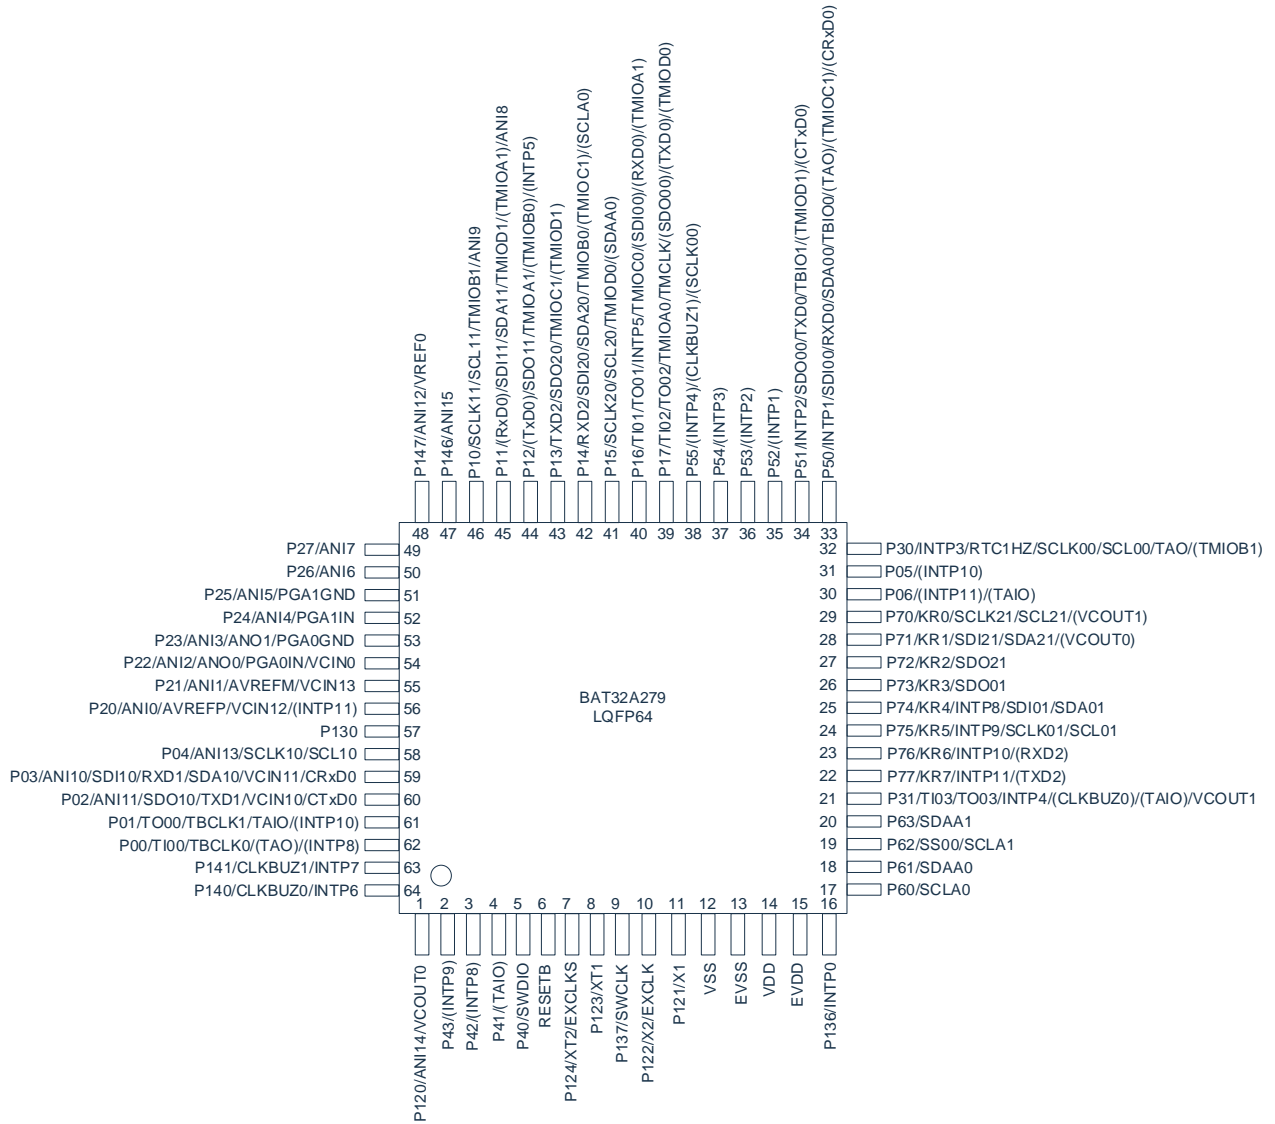 P147/ANI12/VREF0
P146/ANI15
P10/SCLK11/SCL11/TMIOB1/ANI9
P11/(RxD0)/SDI11/SDA11/TMIOD1/(TMIOA1)/ANI8
P12/(TxD0)/SDO11/TMIOA1/(TMIOB0)/(INTP5)
P13/TXD2/SDO20/TMIOC1/(TMIOD1)
P14/RXD2/SDI20/SDA20/TMIOB0/(TMIOC1)/(SCLA0)
P15/SCLK20/SCL20/TMIOD0/(SDAA0)
P16/TI01/TO01/INTP5/TMIOC0/(SDI00)/(RXD0)/(TMIOA1)
P17/TI02/TO02/TMIOA0/TMCLK/(SDO00)/(TXD0)/(TMIOD0)
P55/(INTP4)/(CLKBUZ1)/(SCLK00)
P54/(INTP3)
P53/(INTP2)
P52/(INTP1)
P51/INTP2/SDO00/TXD0/TBIO1/(TMIOD1)/(CTxD0)
P50/INTP1/SDI00/RXD0/SDA00/TBIO0/(TAO)/(TMIOC1)/(CRxD0)
48 47 46 45 44 43 42 41 40 39 38 37 36 35 34 33
P27/ANI7 49
P26/ANI6 50
P25/ANI5/PGA1GND 51
P24/ANI4/PGA1IN 52
P23/ANI3/ANO1/PGA0GND 53
P22/ANI2/ANO0/PGA0IN/VCIN0 54
P21/ANI1/AVREFM/VCIN13 55
P20/ANI0/AVREFP/VCIN12/(INTP11) 56
P130 57
P04/ANI13/SCLK10/SCL10 58
P03/ANI10/SDI10/RXD1/SDA10/VCIN11/CRxD0 59
P02/ANI11/SDO10/TXD1/VCIN10/CTxD0 60
P01/TO00/TBCLK1/TAIO/(INTP10) 61
P00/TI00/TBCLK0/(TAO)/(INTP8) 62
P141/CLKBUZ1/INTP7 63
P140/CLKBUZ0/INTP6 64
BAT32A279
LQFP64
32 P30/INTP3/RTC1HZ/SCLK00/SCL00/TAO/(TMIOB1)
31 P05/(INTP10)
30 P06/(INTP11)/(TAIO)
29 P70/KR0/SCLK21/SCL21/(VCOUT1)
28 P71/KR1/SDI21/SDA21/(VCOUT0)
27 P72/KR2/SDO21
26 P73/KR3/SDO01
25 P74/KR4/INTP8/SDI01/SDA01
24 P75/KR5/INTP9/SCLK01/SCL01
23 P76/KR6/INTP10/(RXD2)
22 P77/KR7/INTP11/(TXD2)
21 P31/TI03/TO03/INTP4/(CLKBUZ0)/(TAIO)/VCOUT1
20 P63/SDAA1
19 P62/SS00/SCLA1
18 P61/SDAA0
17 P60/SCLA0
1 2 3 4 5 6 7 8 9 10 11 12 13 14 15 16
P120/ANI14/VCOUT0
P43/(INTP9)
P42/(INTP8)
P41/(TAIO)
P40/SWDIO
RESETB
P124/XT2/EXCLKS
P123/XT1
P137/SWCLK
P122/X2/EXCLK
P121/X1
VSS
EVSS
VDD
EVDD
P136/INTP0